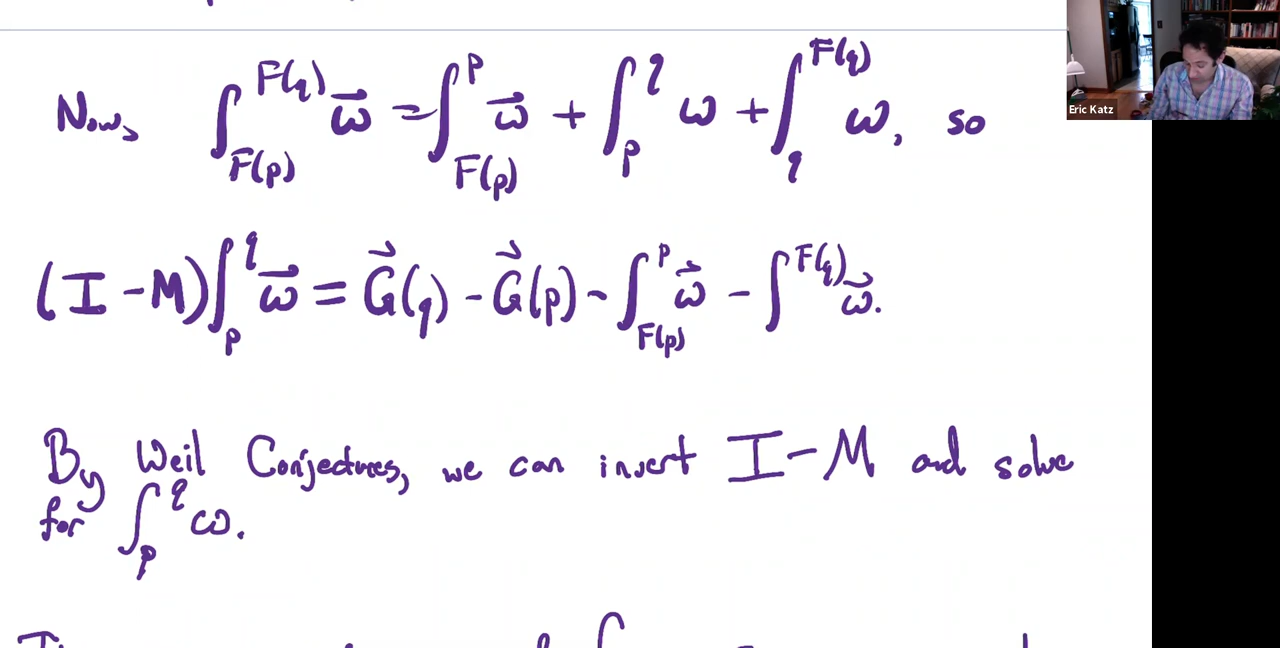 Now, ∫_{F(p)}^{F(q)} \vec{ω} = ∫_{F(p)}^{p} \vec{ω} + ∫_{p}^{q} ω + ∫_{q}^{F(q)} ω, so
(I - M) ∫_{p}^{q} \vec{ω} = \vec{G}(q) - \vec{G}(p) - ∫_{F(p)}^{p} \vec{ω} - ∫^{F(q)} \vec{ω}.
By Weil Conjectures, we can invert I - M and solve
for ∫_{p}^{q} ω.
Eric Katz